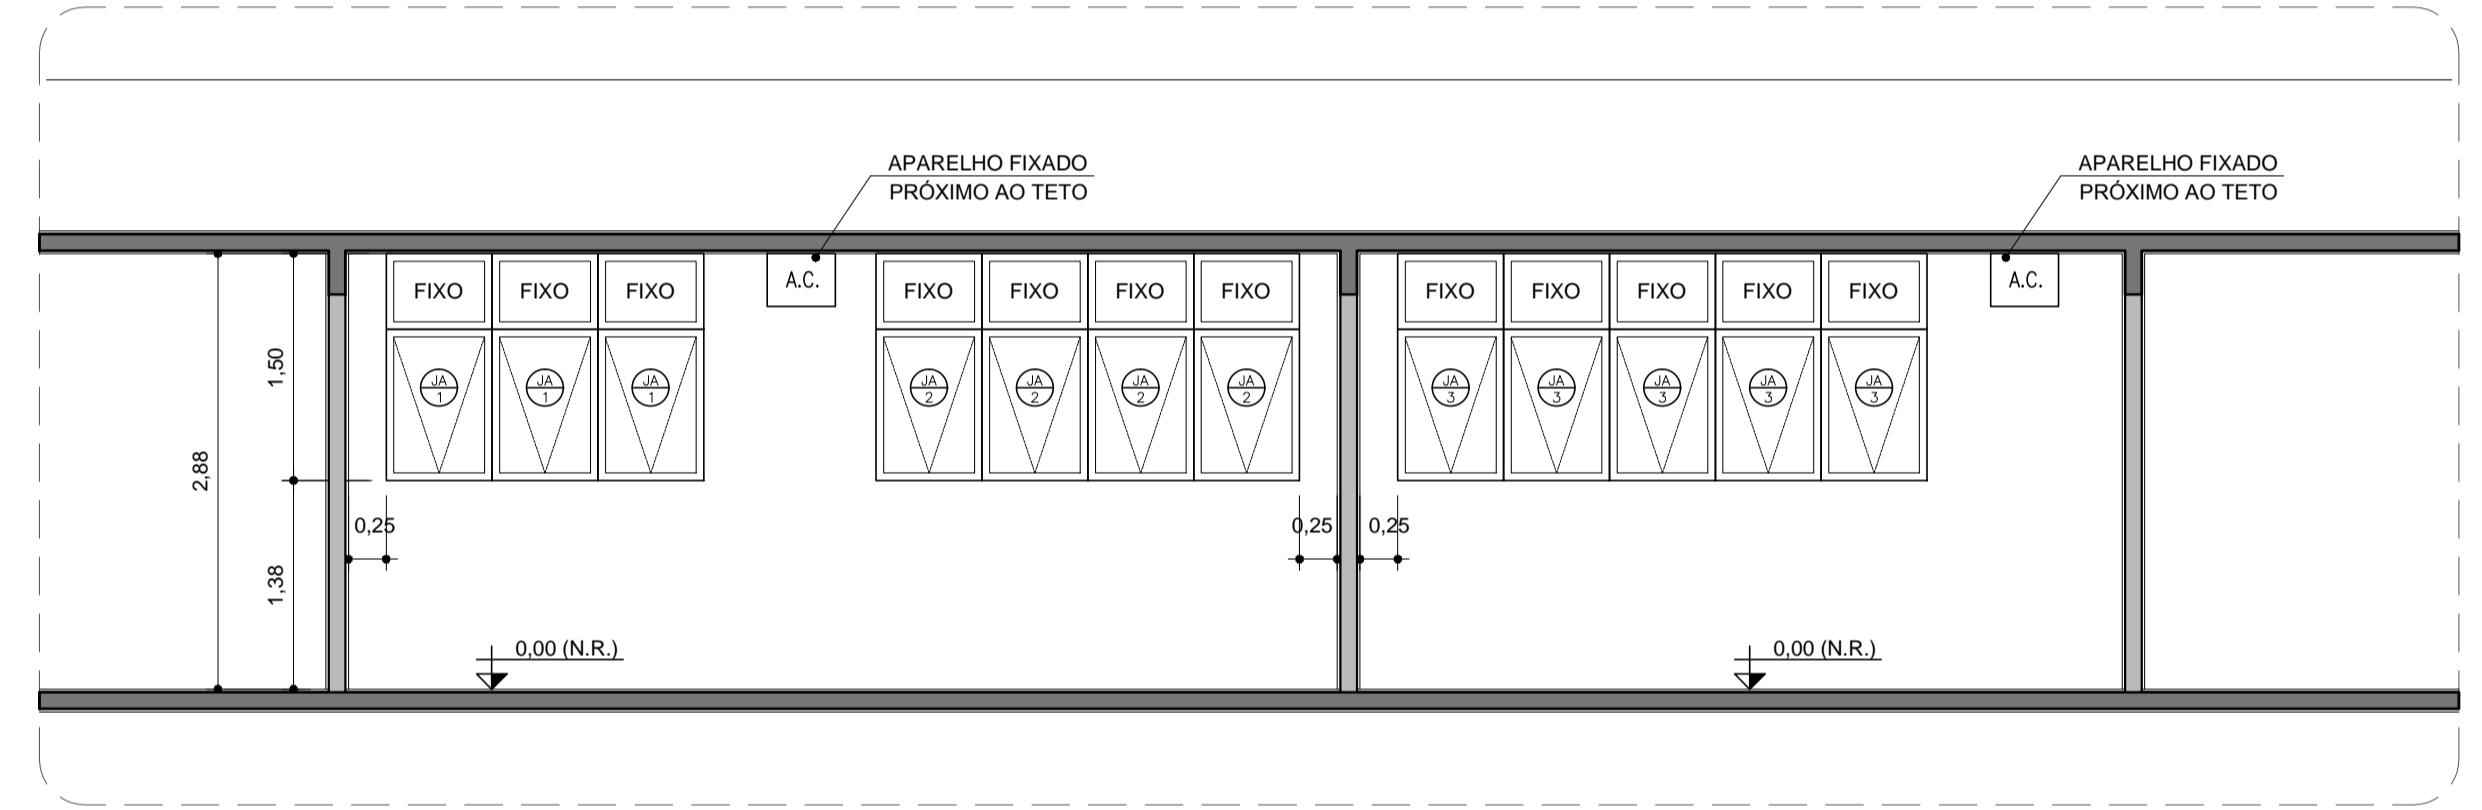 APARELHO FIXADO
PRÓXIMO AO TETO
APARELHO FIXADO
PRÓXIMO AO TETO
FIXO FIXO FIXO A.C. FIXO FIXO FIXO FIXO FIXO FIXO FIXO FIXO FIXO A.C.
1,50
JA JA JA JA JA JA JA JA JA JA JA JA
1 1 1 2 2 2 2 3 3 3 3 3
2,88
0,25 0,25 0,25
1,38
0,00 (N.R.) 0,00 (N.R.)